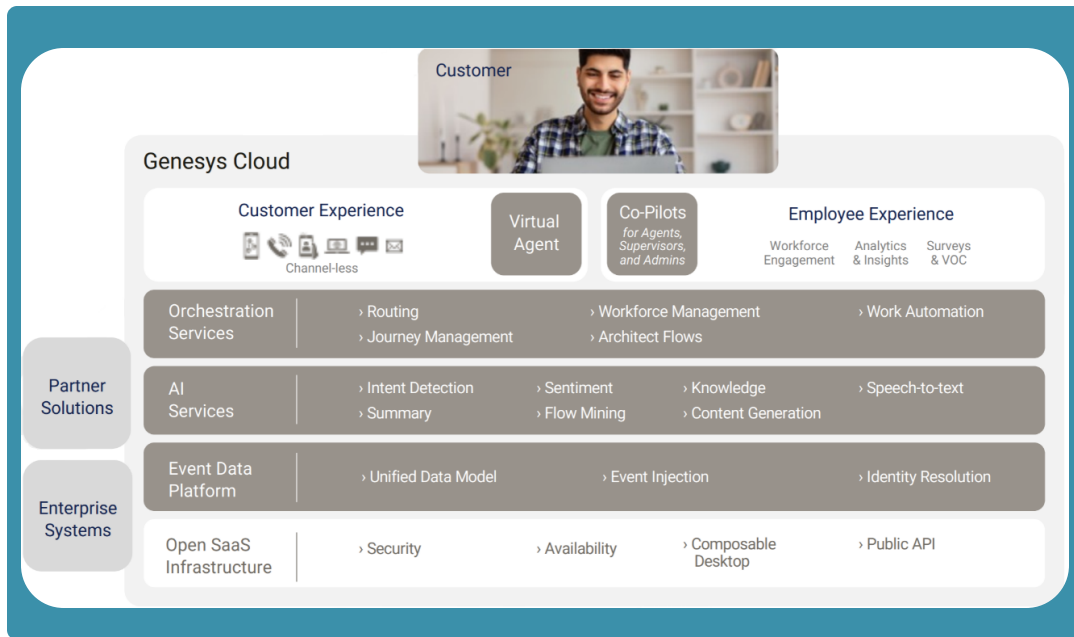 Customer
Genesys Cloud
Customer Experience
Channel-less
Virtual
Agent
Co-Pilots
for Agents,
Supervisors,
and Admins
Employee Experience
Workforce
Engagement
Analytics
& Insights
Surveys
& VOC
Orchestration
Services
› Routing
› Workforce Management
› Work Automation
› Journey Management
› Architect Flows
Partner
Solutions
AI
Services
› Intent Detection
› Sentiment
› Knowledge
› Speech-to-text
› Summary
› Flow Mining
› Content Generation
Event Data
Platform
› Unified Data Model
› Event Injection
› Identity Resolution
Enterprise
Systems
Open SaaS
Infrastructure
› Security
› Availability
› Composable
Desktop
› Public API